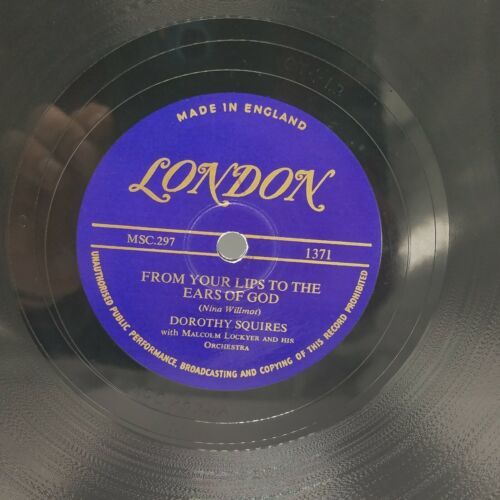 MADE IN ENGLAND
LONDON
MSC.297
1371
FROM YOUR LIPS TO THE
EARS OF GOD
(Nina Willmot)
DOROTHY SQUIRES
with MALCOLM LOCKYER AND HIS
ORCHESTRA
UNAUTHORISED PUBLIC PERFORMANCE, BROADCASTING AND COPYING OF THIS RECORD PROHIBITED